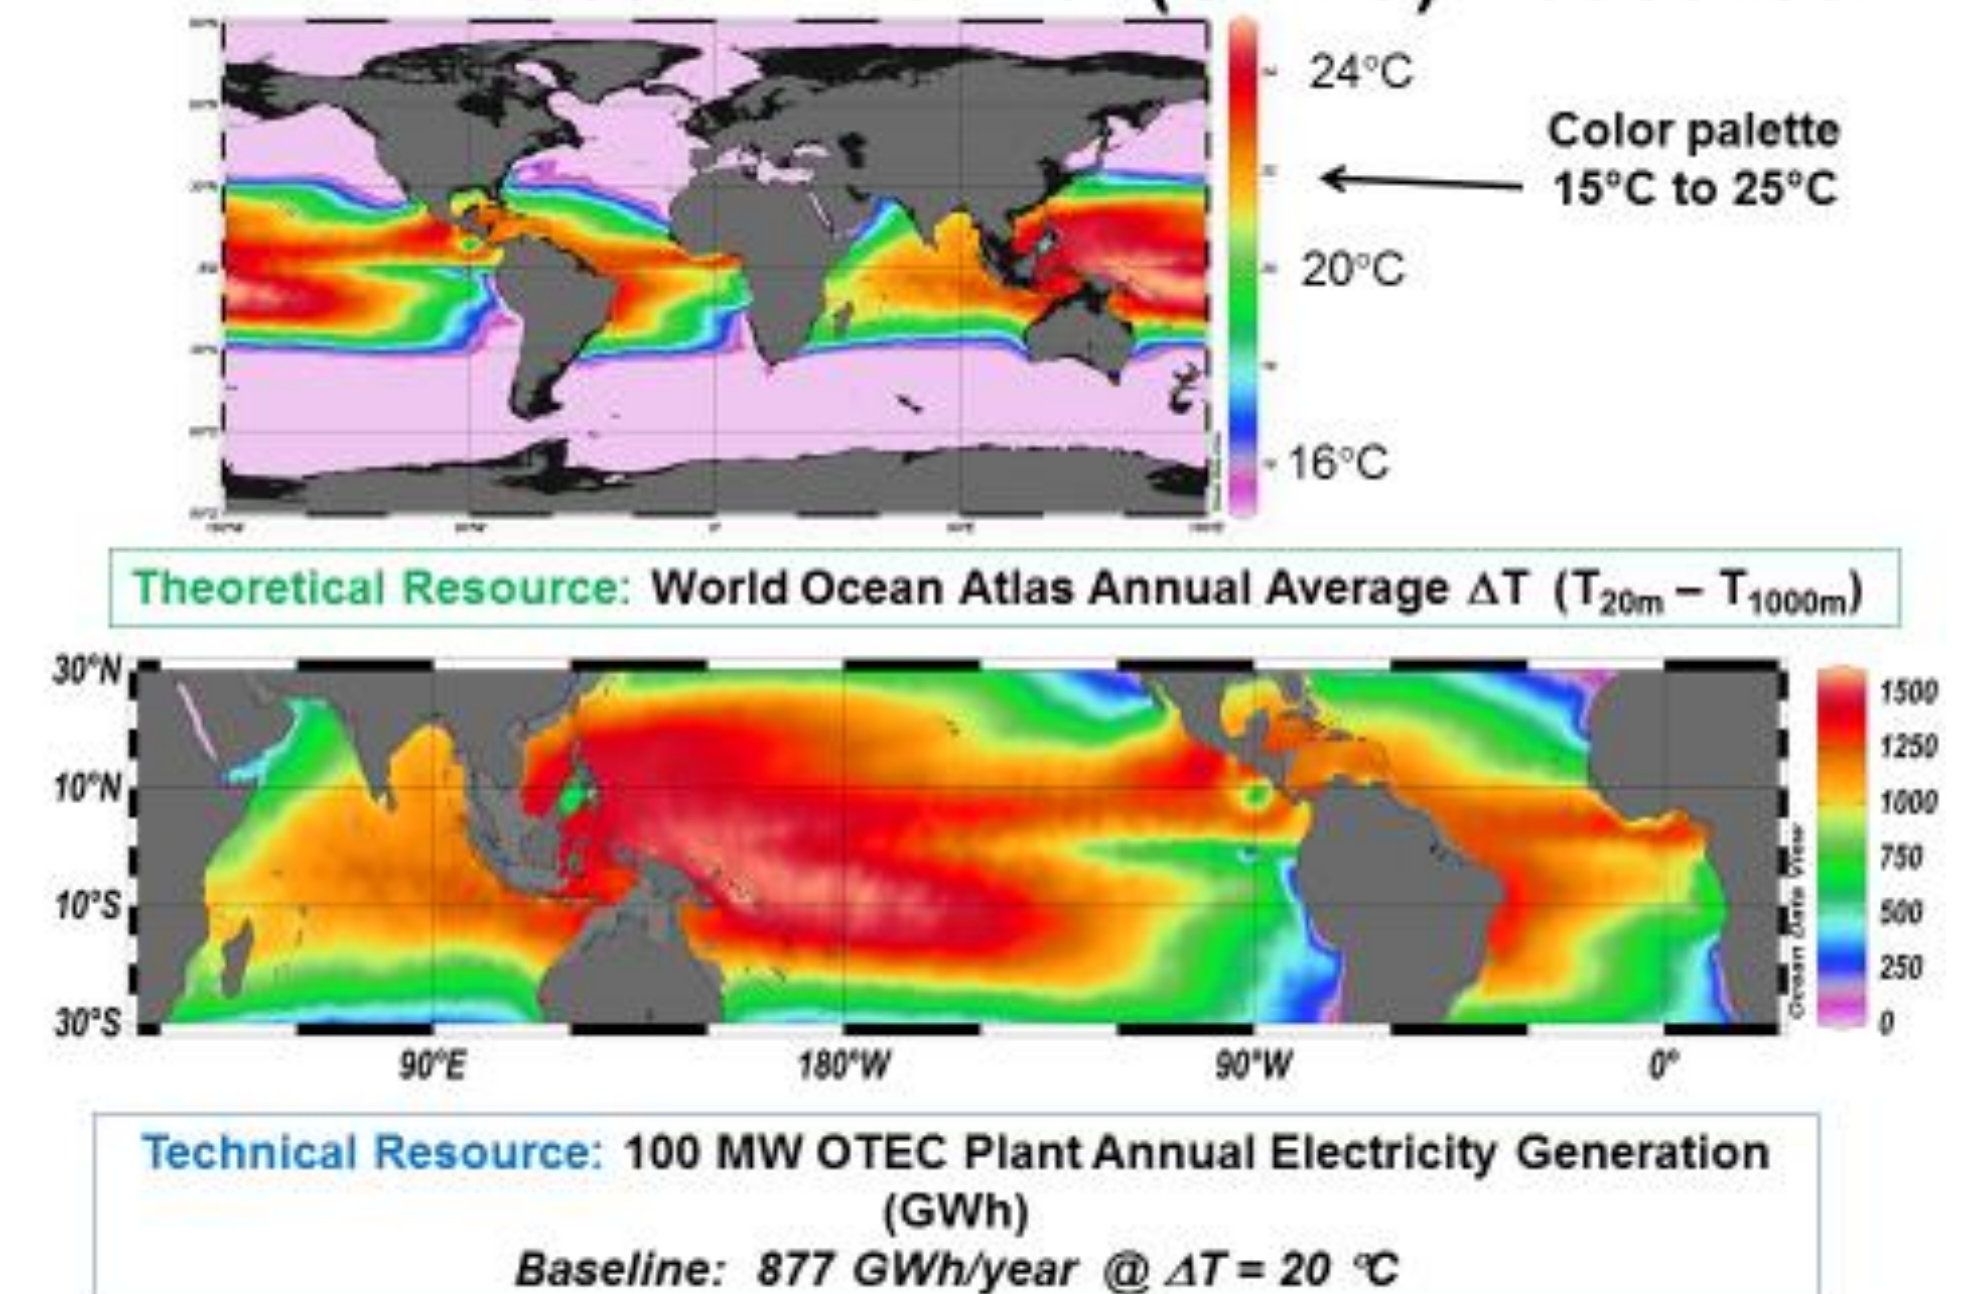 24°C
Color palette
15°C to 25°C
20°C
16°C
Theoretical Resource: World Ocean Atlas Annual Average ΔT (T20m – T1000m)
30°N
10°N
10°S
30°S
90°E
180°W
90°W
0°
1500
1250
1000
750
500
250
0
Ocean Data View
Technical Resource: 100 MW OTEC Plant Annual Electricity Generation
(GWh)
Baseline: 877 GWh/year @ ΔT = 20 °C